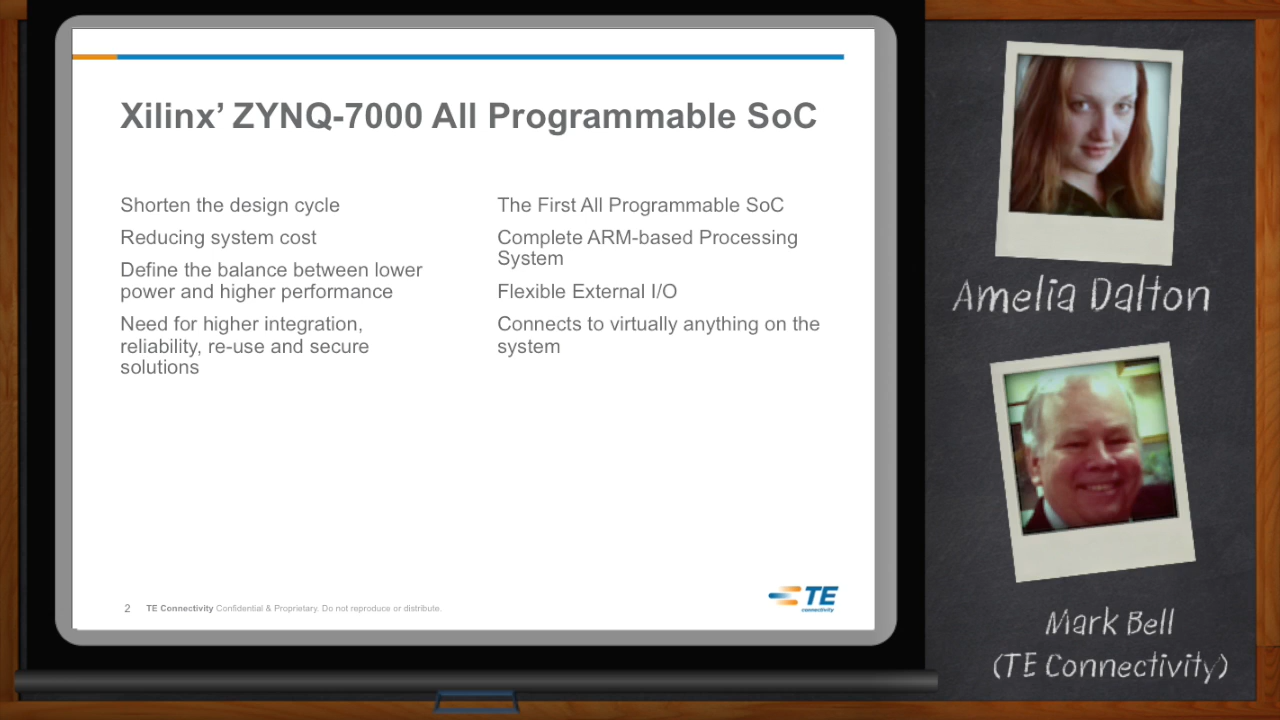 Xilinx’ ZYNQ-7000 All Programmable SoC
Shorten the design cycle
Reducing system cost
Define the balance between lower
power and higher performance
Need for higher integration,
reliability, re-use and secure
solutions
The First All Programmable SoC
Complete ARM-based Processing
System
Flexible External I/O
Connects to virtually anything on the
system
2 TE Connectivity Confidential & Proprietary. Do not reproduce or distribute.
TE
connectivity
Amelia Dalton
Mark Bell
(TE Connectivity)